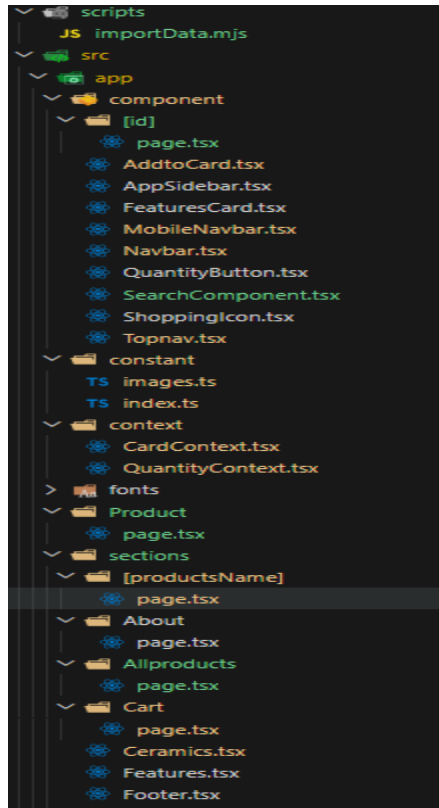 scripts
JS importData.mjs
src
app
component
[id]
page.tsx
AddtoCard.tsx
AppSidebar.tsx
FeaturesCard.tsx
MobileNavbar.tsx
Navbar.tsx
QuantityButton.tsx
SearchComponent.tsx
ShoppingIcon.tsx
Topnav.tsx
constant
TS images.ts
TS index.ts
context
CardContext.tsx
QuantityContext.tsx
fonts
Product
page.tsx
sections
[productsName]
page.tsx
About
page.tsx
Allproducts
page.tsx
Cart
page.tsx
Ceramics.tsx
Features.tsx
Footer.tsx